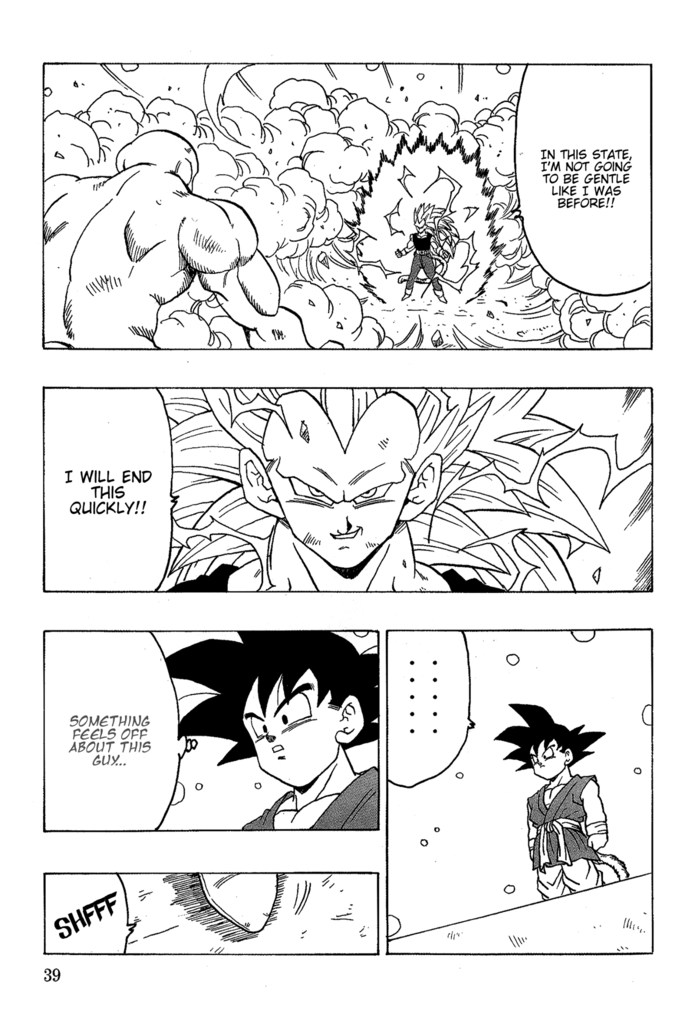 IN THIS STATE,
I'M NOT GOING
TO BE GENTLE
LIKE I WAS
BEFORE!!
I WILL END
THIS
QUICKLY!!
SOMETHING
FEELS OFF
ABOUT THIS
GUY..
SHFFF
39